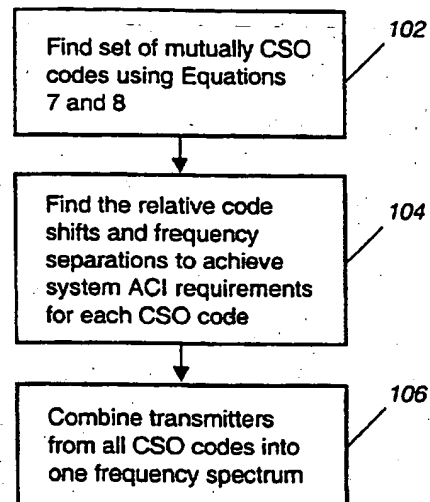 102
Find set of mutually CSO
codes using Equations
7 and 8
104
Find the relative code
shifts and frequency
separations to achieve
system ACI requirements
for each CSO code
106
Combine transmitters
from all CSO codes into
one frequency spectrum